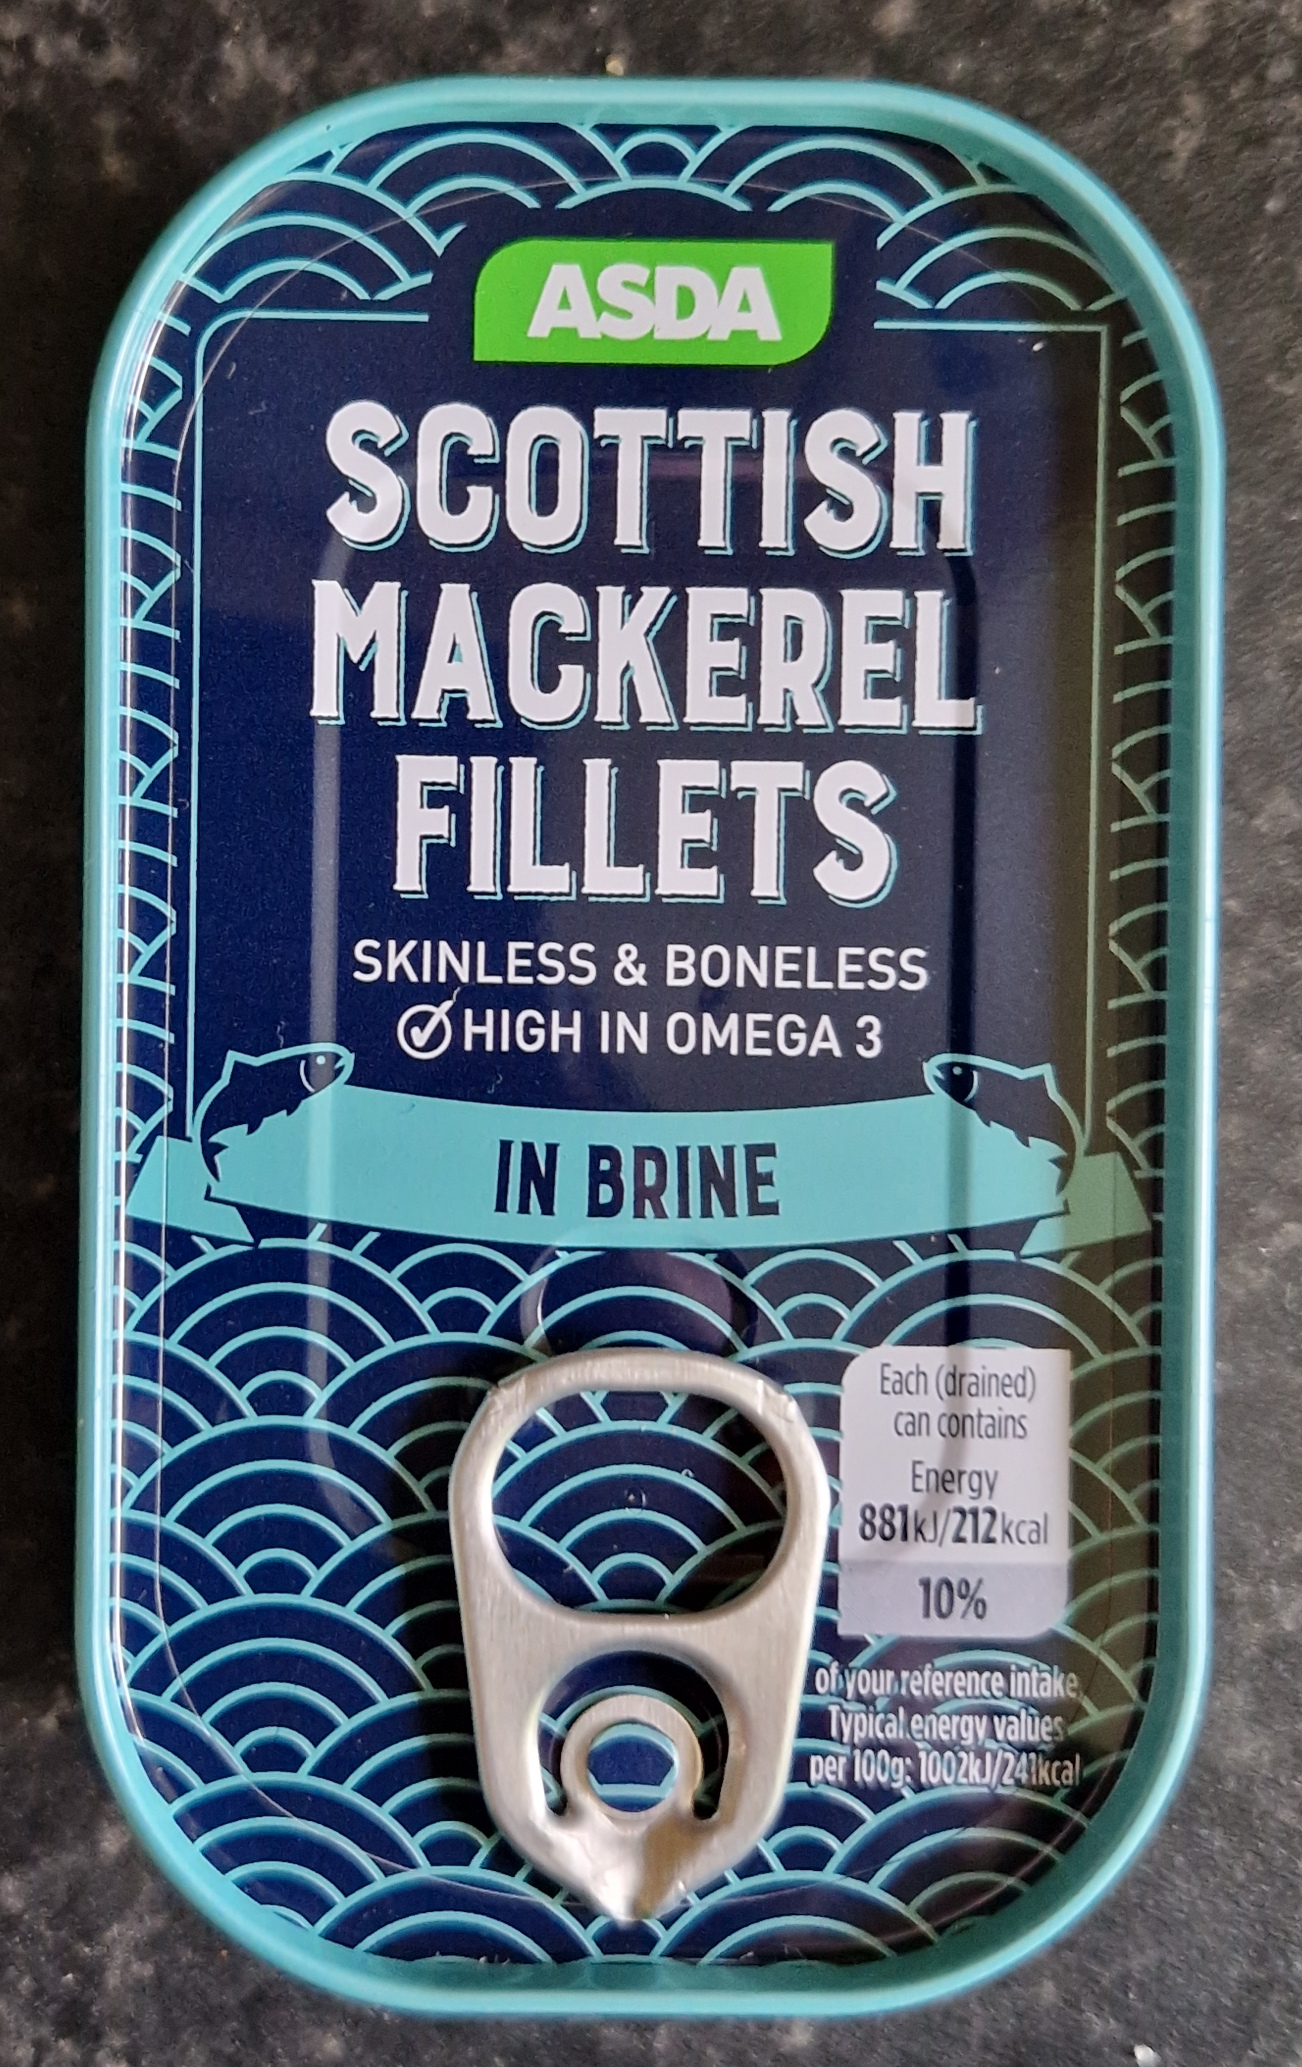 ASDA
SCOTTISH
MACKEREL
FILLETS
SKINLESS & BONELESS
HIGH IN OMEGA 3
IN BRINE
Each (drained)
can contains
Energy
881kJ/212kcal
10%
of your reference intake.
Typical energy values
per 100g: 1002kJ/241kcal